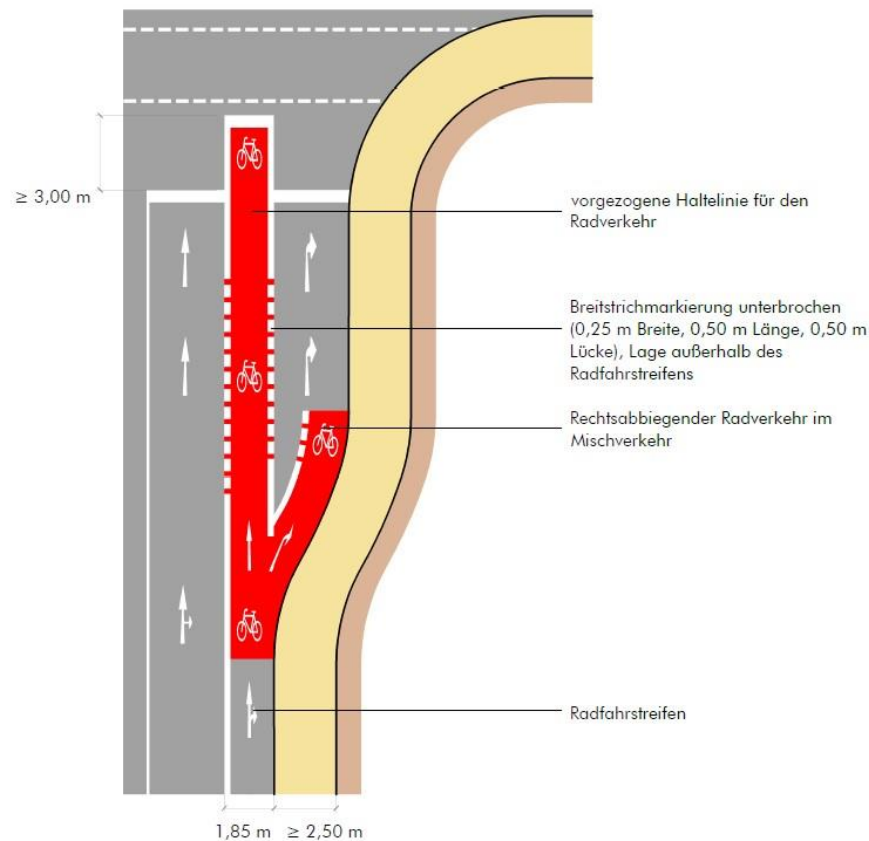 ≥ 3,00 m
vorgezogene Haltelinie für den
Radverkehr
Breitstrichmarkierung unterbrochen
(0,25 m Breite, 0,50 m Länge, 0,50 m
Lücke), Lage außerhalb des
Radfahrstreifens
Rechtsabbiegender Radverkehr im
Mischverkehr
Radfahrstreifen
1,85 m ≥ 2,50 m